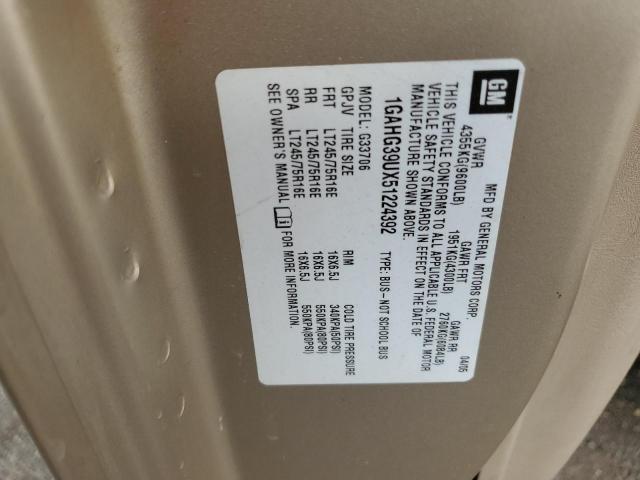 GM
MFD BY GENERAL MOTORS CORP. 04/05
GVWR GAWR FRT GAWR RR
4355KG(9600LB) 1951KG(4300LB) 2760KG(6084LB)
THIS VEHICLE CONFORMS TO ALL APPLICABLE U.S. FEDERAL MOTOR
VEHICLE SAFETY STANDARDS IN EFFECT ON THE DATE OF
MANUFACTURE SHOWN ABOVE.
1GAHG39UX51224392 TYPE: BUS–NOT SCHOOL BUS
MODEL: G33706
GPJV TIRE SIZE RIM COLD TIRE PRESSURE
FRT LT245/75R16E 16X6.5J 340KPA(50PSI)
RR LT245/75R16E 16X6.5J 550KPA(80PSI)
SPA LT245/75R16E 16X6.5J 550KPA(80PSI)
SEE OWNER'S MANUAL FOR MORE INFORMATION.